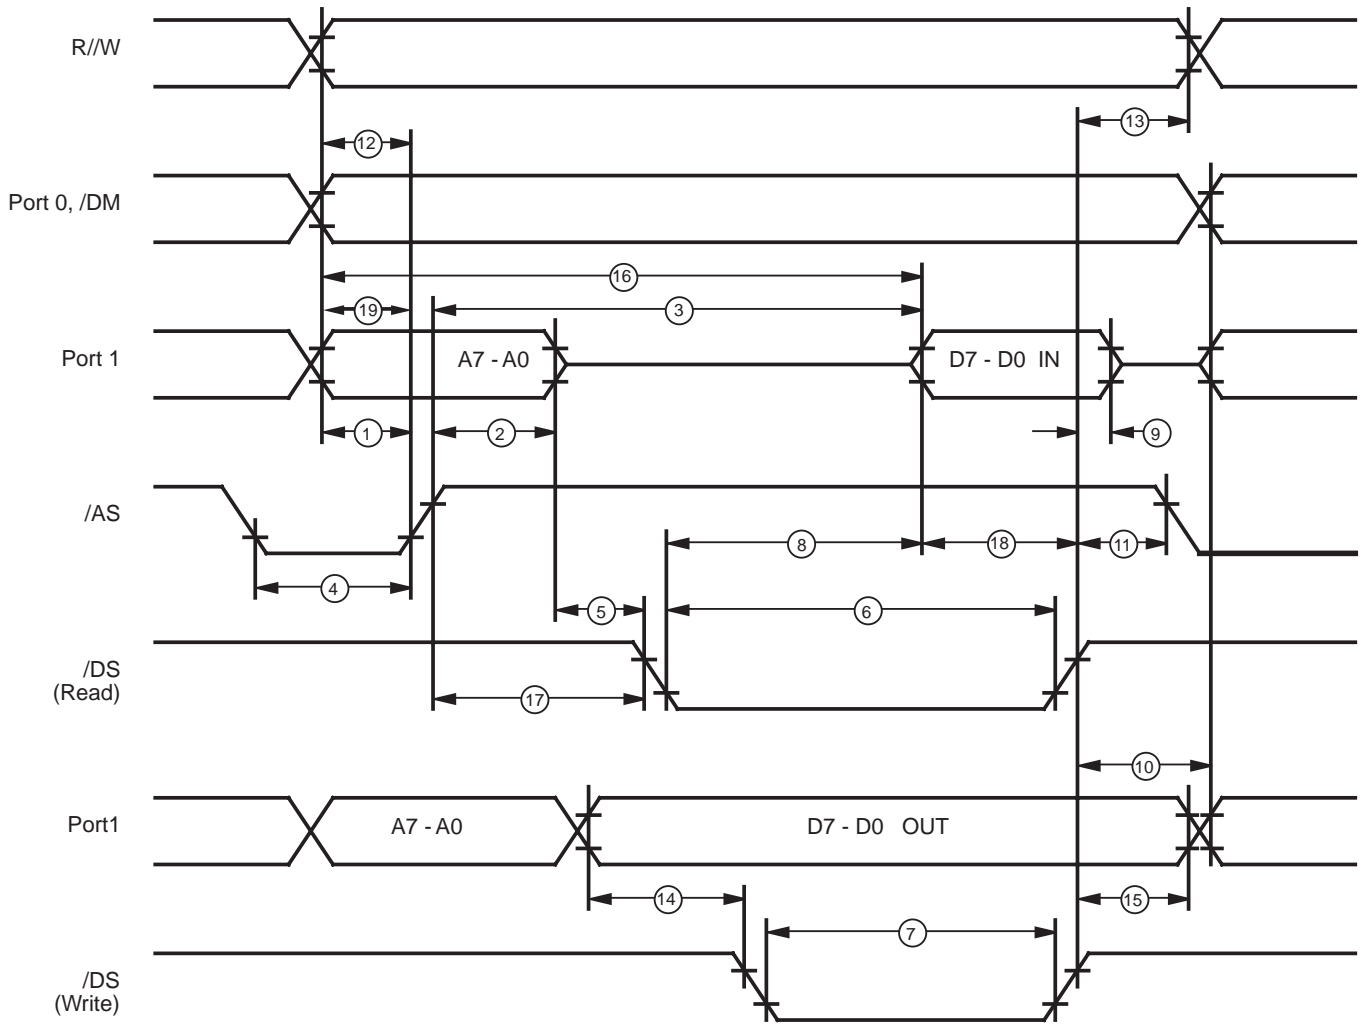 R//W
12
13
Port 0, /DM
16
19
3
Port 1
A7 - A0
D7 - D0 IN
1
2
9
/AS
8
18
11
4
5
6
/DS
(Read)
17
10
Port1
A7 - A0
D7 - D0 OUT
14
15
7
/DS
(Write)